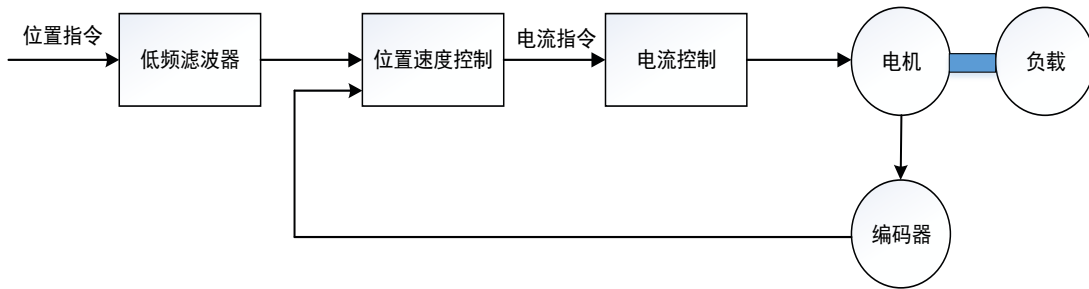 位置指令
低频滤波器
位置速度控制
电流指令
电流控制
电机
负载
编码器